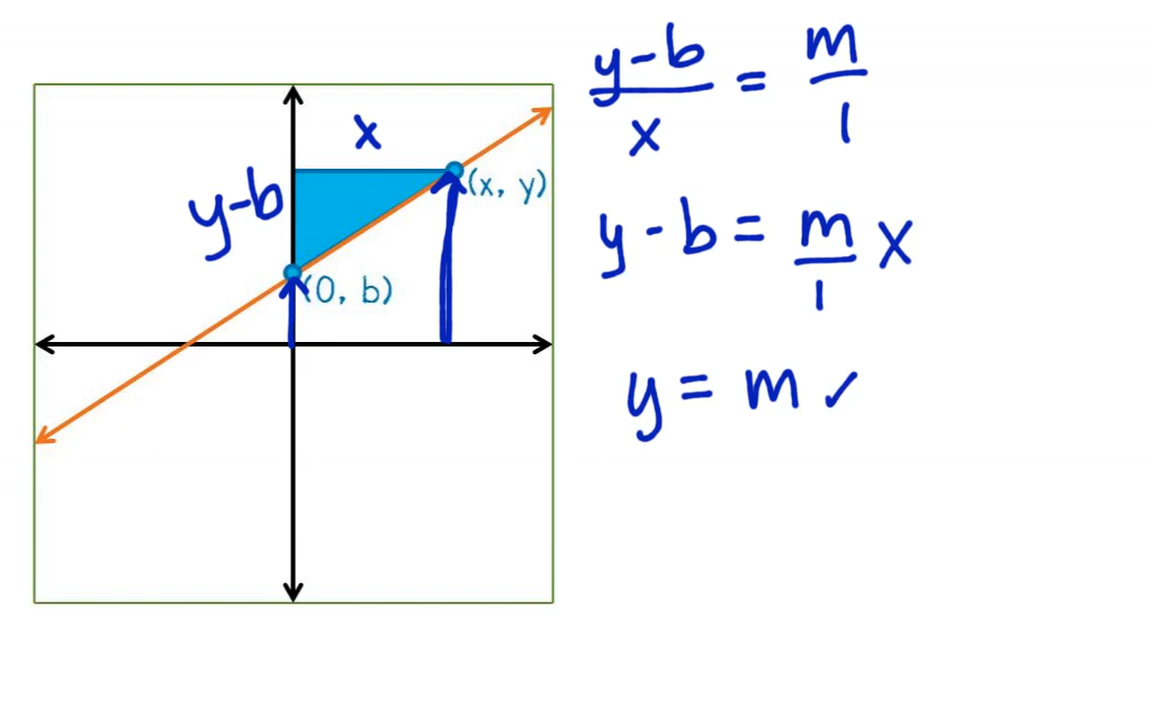 y-b/x = m/1
x
y-b
(x, y)
y - b = m/1 x
(0, b)
y = m